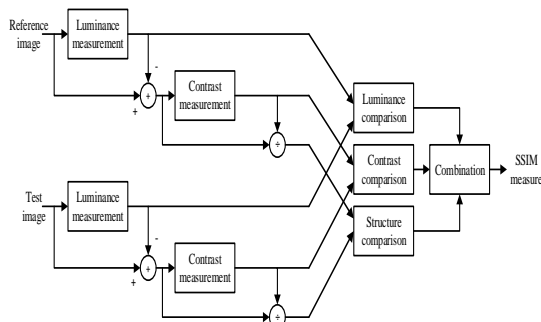 Reference image
Luminance measurement
-
+
+
Contrast measurement
÷
Luminance comparison
Contrast comparison
Structure comparison
Combination
SSIM measure
Test image
Luminance measurement
-
+
+
Contrast measurement
÷